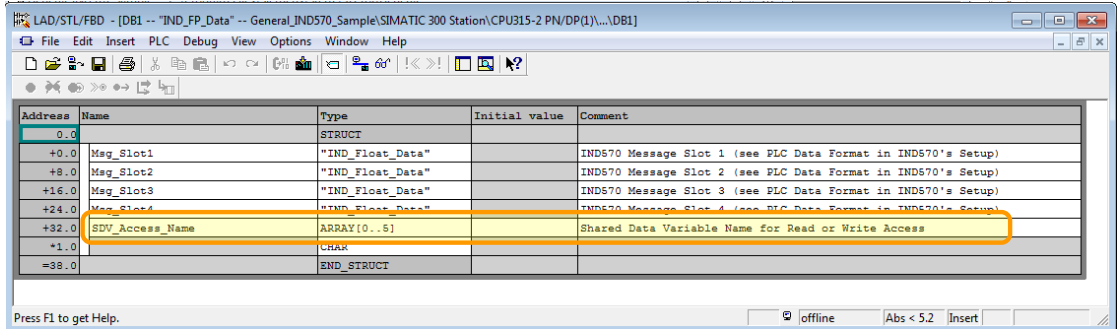 LAD/STL/FBD - [DB1 -- "IND_FP_Data" -- General_IND570_Sample\SIMATIC 300 Station\CPU315-2 PN/DP(1)\...\DB1]
File Edit Insert PLC Debug View Options Window Help
Address Name Type Initial value Comment
0.0 STRUCT
+0.0 Msg_Slot1 "IND_Float_Data" IND570 Message Slot 1 (see PLC Data Format in IND570's Setup)
+8.0 Msg_Slot2 "IND_Float_Data" IND570 Message Slot 2 (see PLC Data Format in IND570's Setup)
+16.0 Msg_Slot3 "IND_Float_Data" IND570 Message Slot 3 (see PLC Data Format in IND570's Setup)
+24.0 Msg_Slot4 "IND_Float_Data" IND570 Message Slot 4 (see PLC Data Format in IND570's Setup)
+32.0 SDV_Access_Name ARRAY[0..5] Shared Data Variable Name for Read or Write Access
*1.0 CHAR
=38.0 END_STRUCT
Press F1 to get Help. offline Abs < 5.2 Insert